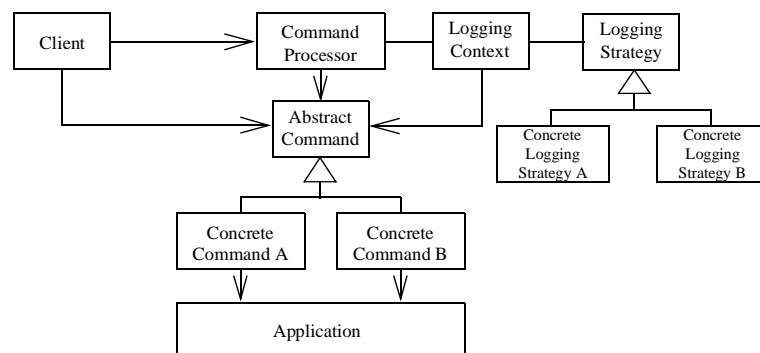 Client
Command
Processor
Logging
Context
Logging
Strategy
Abstract
Command
Concrete
Logging
Strategy A
Concrete
Logging
Strategy B
Concrete
Command A
Concrete
Command B
Application